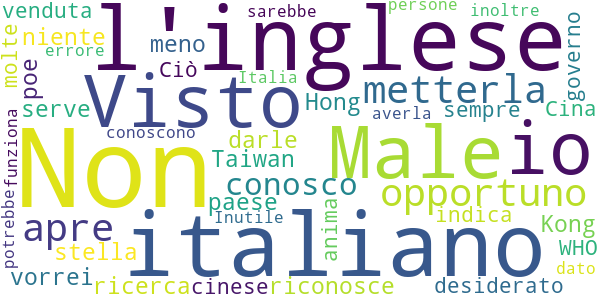 venduta
niente
errore
molte
poe
meno
Ciò
serve
l'inglese
sarebbe
persone
inoltre
Visto
Italia
Hong
metterla
averla
sempre
governo
Cina
conoscono
darle
Non
Taiwan
Male
io
conosco
paese
opportuno
Inutile
anima
indica
Kong
WHO
funziona
potrebbe
apre
stella
italiano
vorrei
ricerca
cinese
riconosce
desiderato
dato